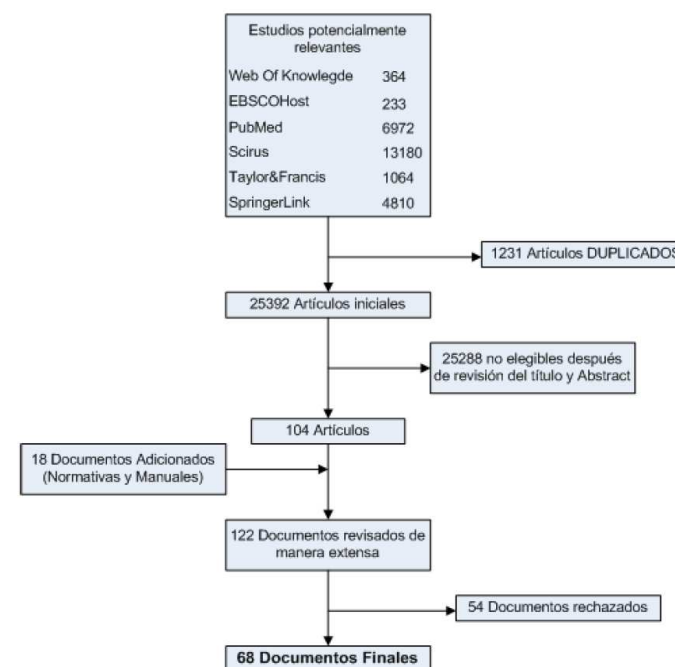 Estudios potencialmente
relevantes
Web Of Knowlegde 364
EBSCOHost 233
PubMed 6972
Scirus 13180
Taylor&Francis 1064
SpringerLink 4810
1231 Artículos DUPLICADOS
25392 Artículos iniciales
25288 no elegibles después
de revisión del título y Abstract
104 Artículos
18 Documentos Adicionados
(Normativas y Manuales)
122 Documentos revisados de
manera extensa
54 Documentos rechazados
68 Documentos Finales